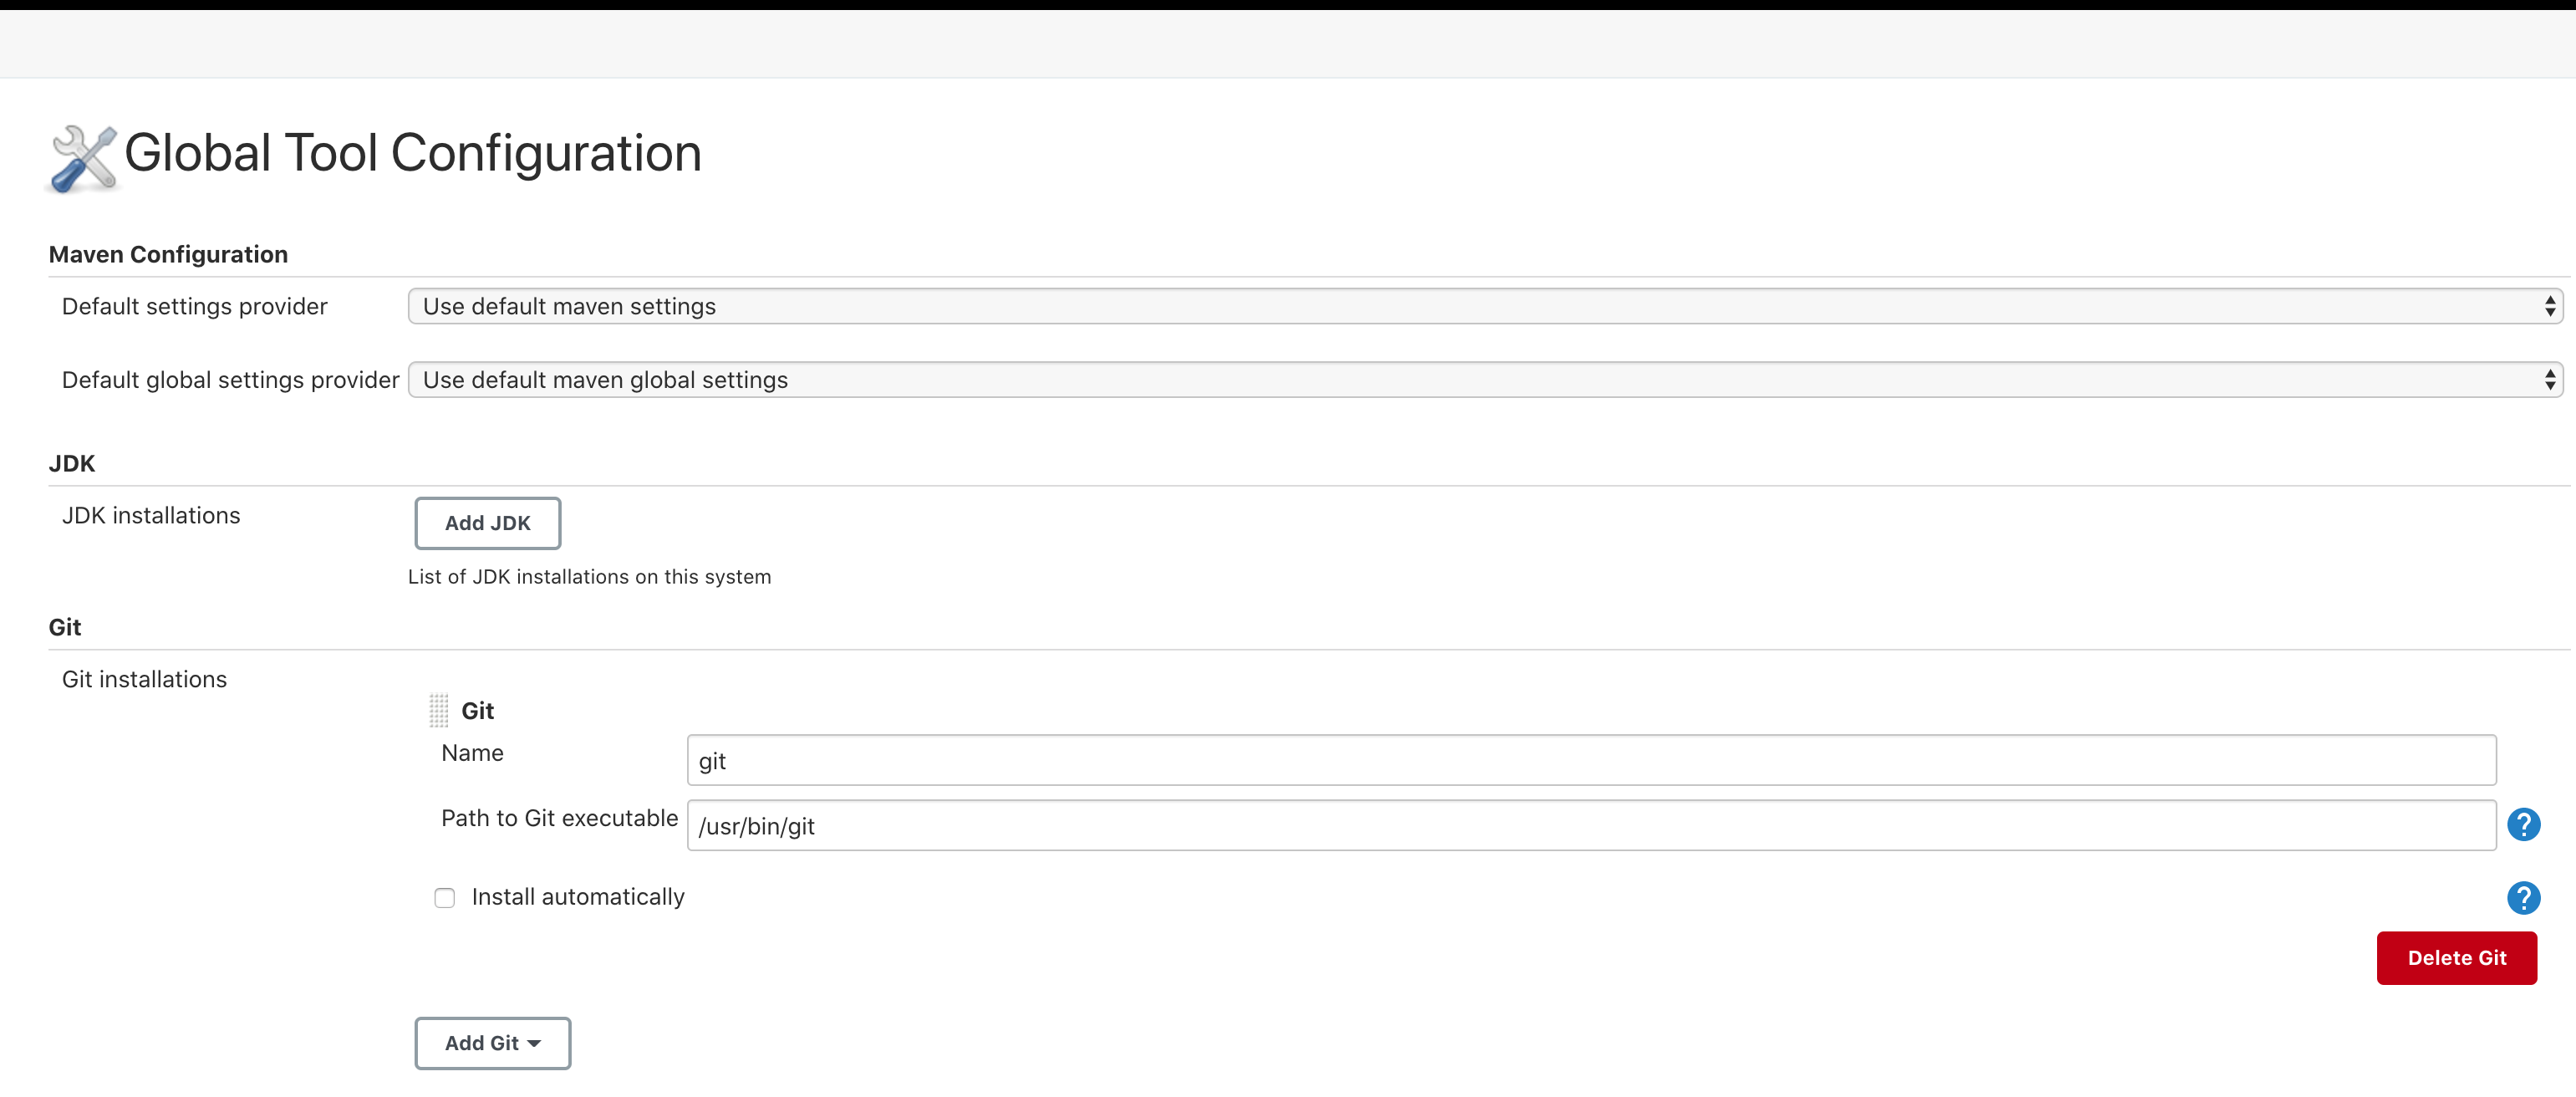 Global Tool Configuration
Maven Configuration
Default settings provider Use default maven settings
Default global settings provider Use default maven global settings
JDK
JDK installations Add JDK
List of JDK installations on this system
Git
Git installations
Git
Name git
Path to Git executable /usr/bin/git ?
Install automatically ?
Delete Git
Add Git